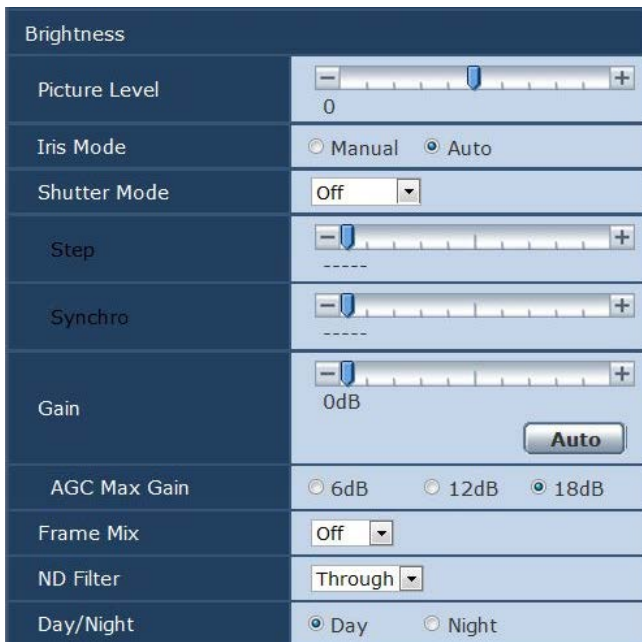 Brightness
Picture Level
0
Iris Mode Manual Auto
Shutter Mode Off
Step
-----
Synchro
-----
Gain
0dB
Auto
AGC Max Gain 6dB 12dB 18dB
Frame Mix Off
ND Filter Through
Day/Night Day Night